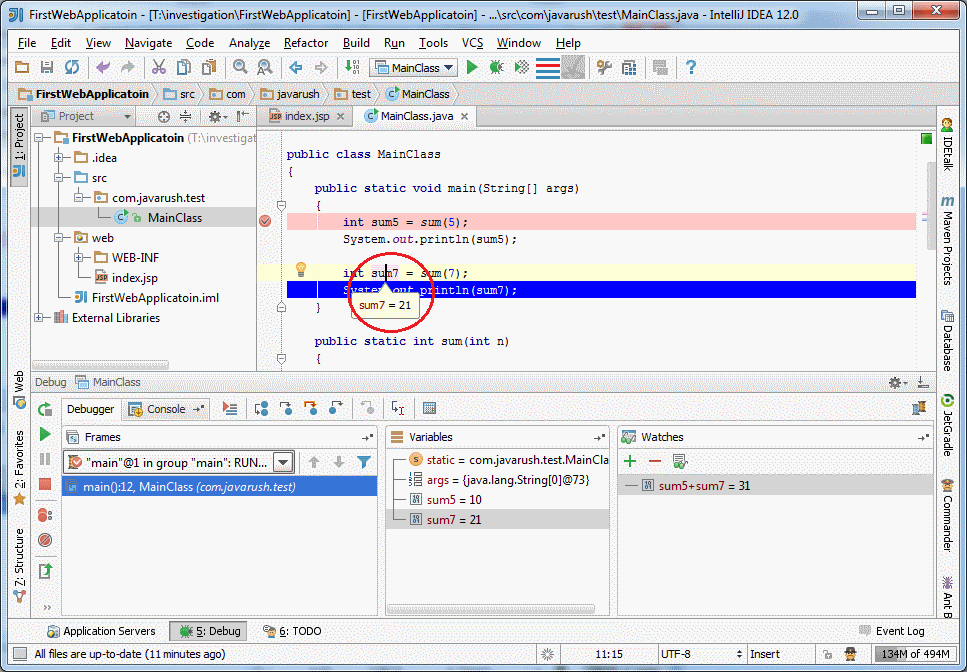 FirstWebApplicatoin - [T:\investigation\FirstWebApplicatoin] - [FirstWebApplicatoin] - ...\src\com\javarush\test\MainClass.java - IntelliJ IDEA 12.0
File Edit View Navigate Code Analyze Refactor Build Run Tools VCS Window Help
MainClass
FirstWebApplicatoin src com javarush test MainClass
1: Project
Project
index.jsp MainClass.java
FirstWebApplicatoin (T:\investigat
.idea
src
com.javarush.test
MainClass
web
WEB-INF
index.jsp
FirstWebApplicatoin.iml
External Libraries
public class MainClass
{
public static void main(String[] args)
{
int sum5 = sum(5);
System.out.println(sum5);
int sum7 = sum(7);
System.out.println(sum7);
sum7 = 21
}
public static int sum(int n)
{
IDEtalk
Maven Projects
Database
JetGradle
Commander
Ant B
Web
2: Favorites
Z: Structure
Debug MainClass
Debugger Console
Frames
"main"@1 in group "main": RUN...
main():12, MainClass (com.javarush.test)
Variables
static = com.javarush.test.MainCla
args = {java.lang.String[0]@73}
sum5 = 10
sum7 = 21
Watches
sum5+sum7 = 31
Application Servers 5: Debug 6: TODO Event Log
All files are up-to-date (11 minutes ago) 11:15 UTF-8 Insert 134M of 494M